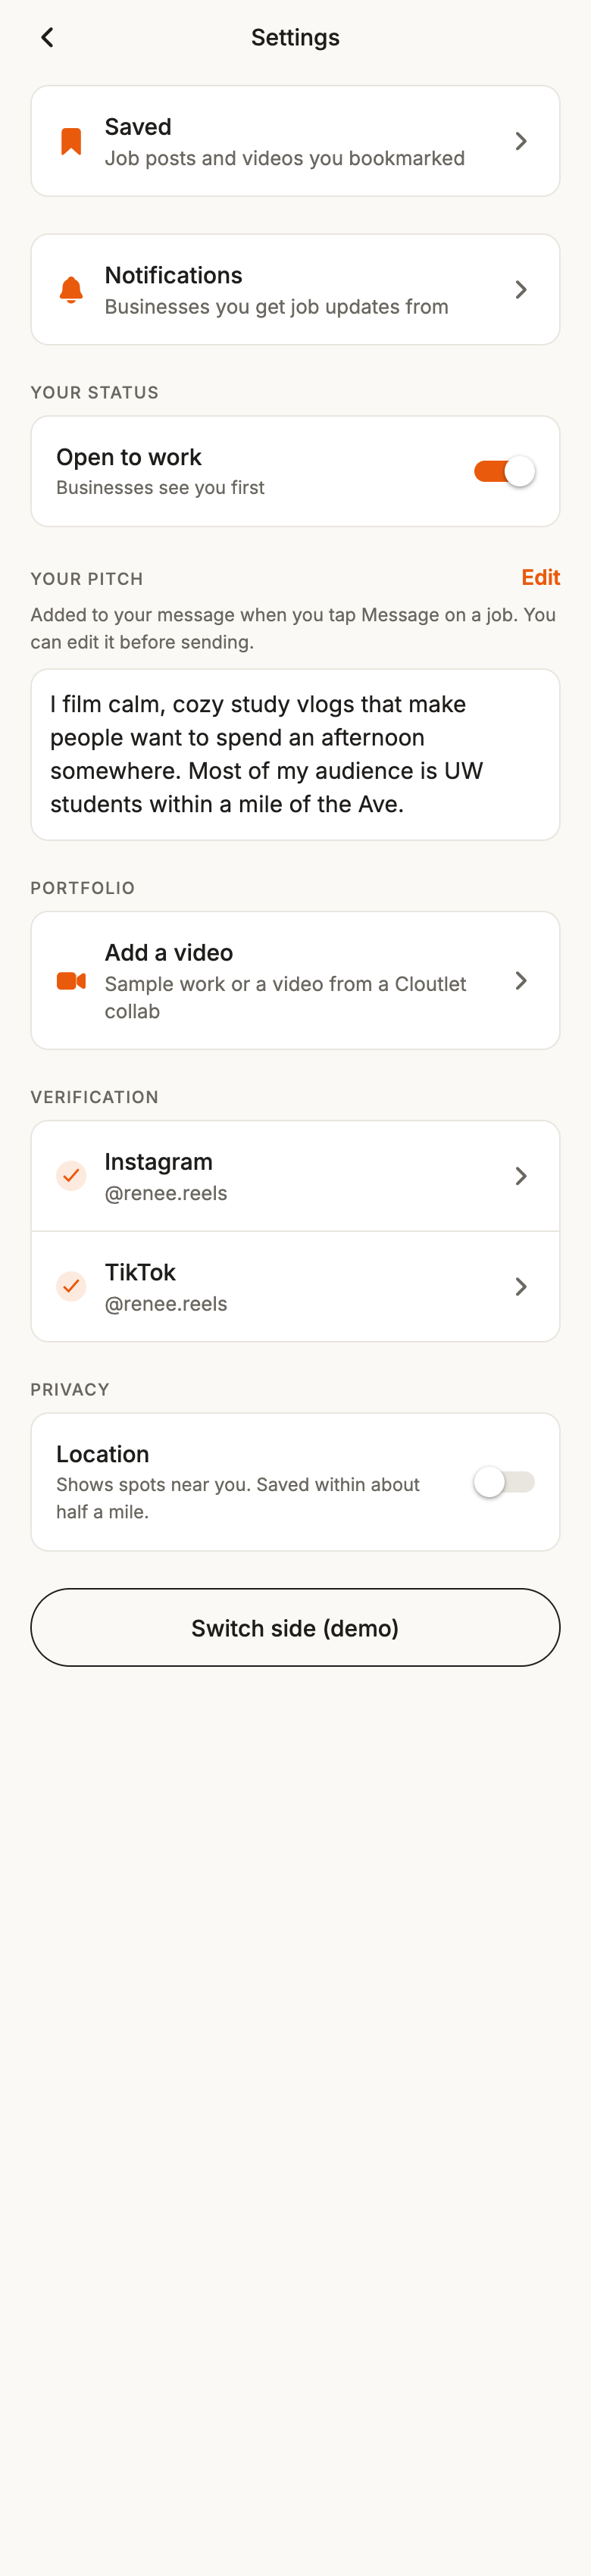 Settings
Saved
Job posts and videos you bookmarked
Notifications
Businesses you get job updates from
YOUR STATUS
Open to work
Businesses see you first
YOUR PITCH
Edit
Added to your message when you tap Message on a job. You
can edit it before sending.
I film calm, cozy study vlogs that make
people want to spend an afternoon
somewhere. Most of my audience is UW
students within a mile of the Ave.
PORTFOLIO
Add a video
Sample work or a video from a Cloutlet
collab
VERIFICATION
Instagram
@renee.reels
TikTok
@renee.reels
PRIVACY
Location
Shows spots near you. Saved within about
half a mile.
Switch side (demo)